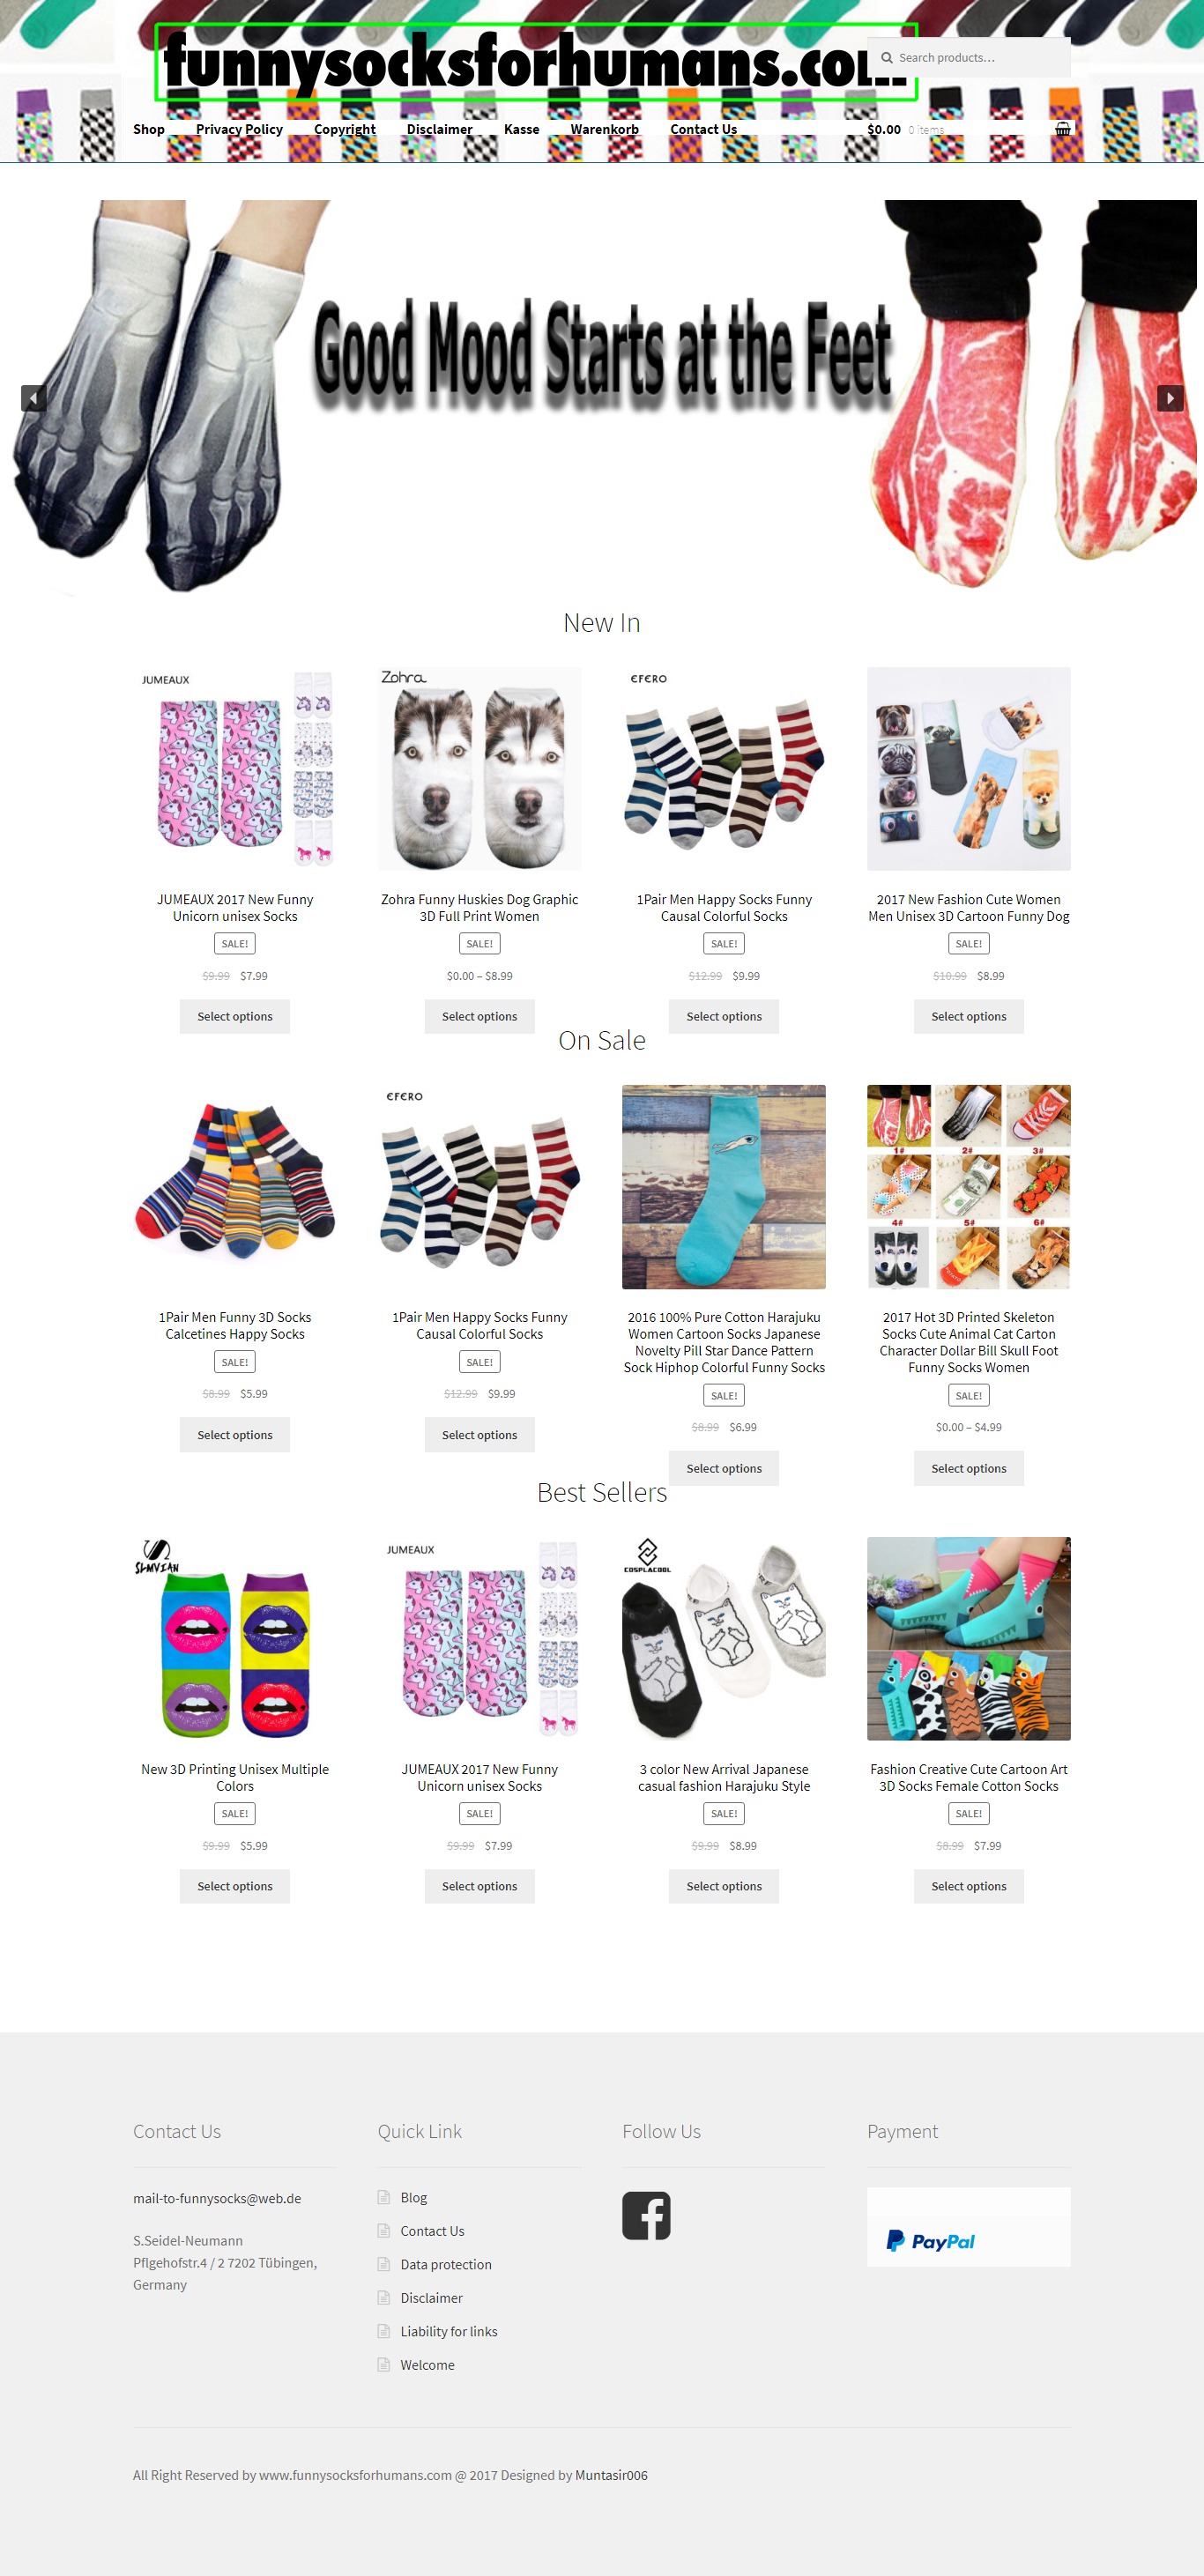 funnysocksforhumans.com
Search products…
Shop Privacy Policy Copyright Disclaimer Kasse Warenkorb Contact Us $0.00 0 items
Good Mood Starts at the Feet
New In
JUMEAUX
Zohra
EFERO
JUMEAUX 2017 New Funny
Unicorn unisex Socks
SALE!
$9.99 $7.99
Select options
Zohra Funny Huskies Dog Graphic
3D Full Print Women
SALE!
$0.00 – $8.99
Select options
1Pair Men Happy Socks Funny
Causal Colorful Socks
SALE!
$12.99 $9.99
Select options
2017 New Fashion Cute Women
Men Unisex 3D Cartoon Funny Dog
SALE!
$10.99 $8.99
Select options
On Sale
EFERO
1#
2#
3#
4#
5#
6#
1Pair Men Funny 3D Socks
Calcetines Happy Socks
SALE!
$8.99 $5.99
Select options
1Pair Men Happy Socks Funny
Causal Colorful Socks
SALE!
$12.99 $9.99
Select options
2016 100% Pure Cotton Harajuku
Women Cartoon Socks Japanese
Novelty Pill Star Dance Pattern
Sock Hiphop Colorful Funny Socks
SALE!
$8.99 $6.99
Select options
2017 Hot 3D Printed Skeleton
Socks Cute Animal Cat Carton
Character Dollar Bill Skull Foot
Funny Socks Women
SALE!
$0.00 – $4.99
Select options
Best Sellers
SLMVIAN
JUMEAUX
COSPLACOOL
New 3D Printing Unisex Multiple
Colors
SALE!
$9.99 $5.99
Select options
JUMEAUX 2017 New Funny
Unicorn unisex Socks
SALE!
$9.99 $7.99
Select options
3 color New Arrival Japanese
casual fashion Harajuku Style
SALE!
$9.99 $8.99
Select options
Fashion Creative Cute Cartoon Art
3D Socks Female Cotton Socks
SALE!
$8.99 $7.99
Select options
Contact Us
mail-to-funnysocks@web.de
S.Seidel-Neumann
Pflgehofstr.4 / 2 7202 Tübingen,
Germany
Quick Link
Blog
Contact Us
Data protection
Disclaimer
Liability for links
Welcome
Follow Us
Payment
PayPal
All Right Reserved by www.funnysocksforhumans.com @ 2017 Designed by Muntasir006